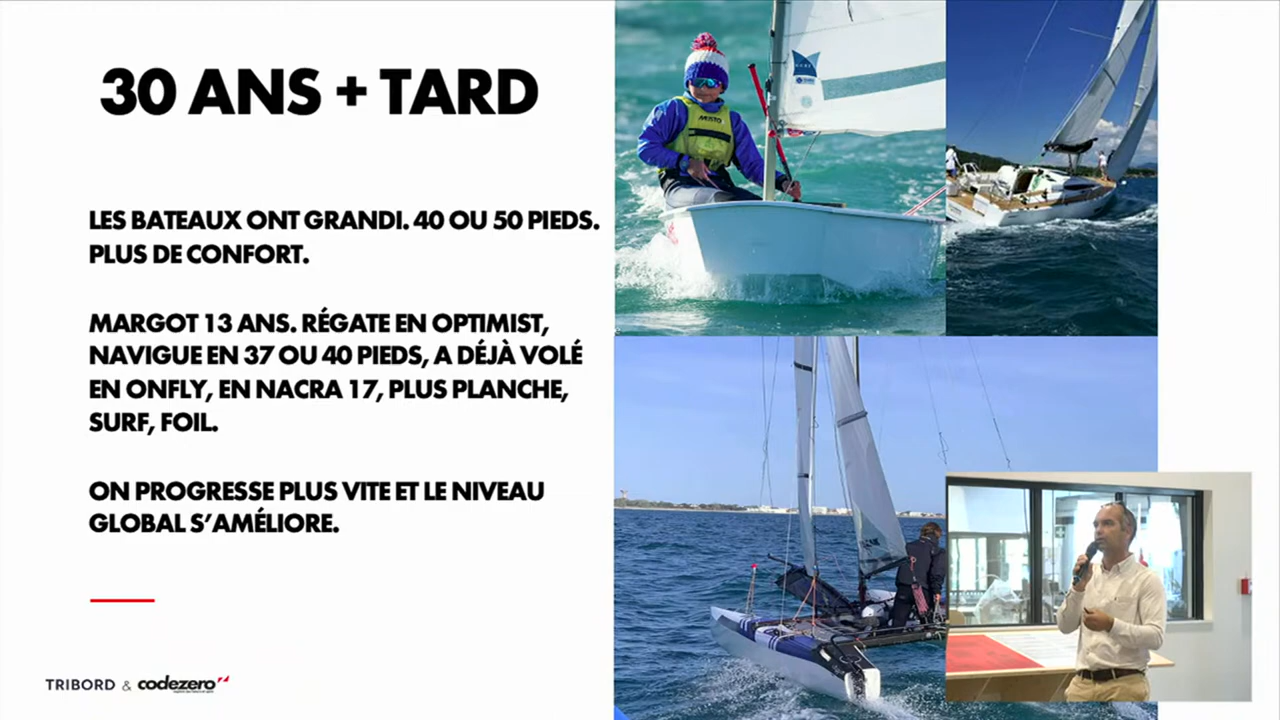 30 ANS + TARD
LES BATEAUX ONT GRANDI. 40 OU 50 PIEDS.
PLUS DE CONFORT.
MARGOT 13 ANS. RÉGATE EN OPTIMIST,
NAVIGUE EN 37 OU 40 PIEDS, A DÉJÀ VOLÉ
EN ONFLY, EN NACRA 17, PLUS PLANCHE,
SURF, FOIL.
ON PROGRESSE PLUS VITE ET LE NIVEAU
GLOBAL S'AMÉLIORE.
TRIBORD & codezero
MUSTO